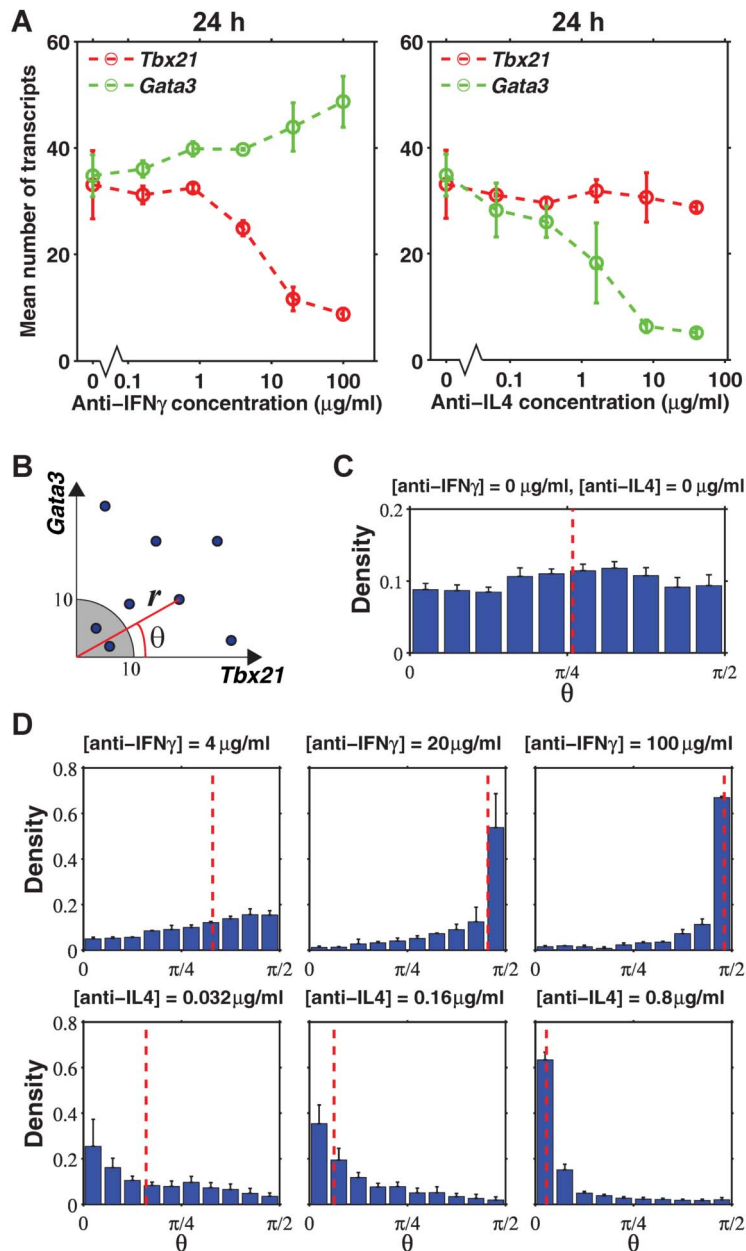 A
24 h
24 h
Tbx21
Gata3
Tbx21
Gata3
Mean number of transcripts
60
40
20
0
60
40
20
0
0 0.1 1 10 100
0 0.1 1 10 100
Anti−IFNγ concentration (μg/ml)
Anti−IL4 concentration (μg/ml)
B
Gata3
10
r
θ
10
Tbx21
C
[anti−IFNγ] = 0 μg/ml, [anti−IL4] = 0 μg/ml
Density
0.2
0.1
0
0 π/4 π/2
θ
D
[anti−IFNγ] = 4 μg/ml
[anti−IFNγ] = 20μg/ml
[anti−IFNγ] = 100μg/ml
Density
0.8
0.6
0.4
0.2
0
0 π/4 π/2
0 π/4 π/2
0 π/4 π/2
[anti−IL4] = 0.032μg/ml
[anti−IL4] = 0.16μg/ml
[anti−IL4] = 0.8μg/ml
Density
0.8
0.6
0.4
0.2
0
0 π/4 π/2
0 π/4 π/2
0 π/4 π/2
θ
θ
θ